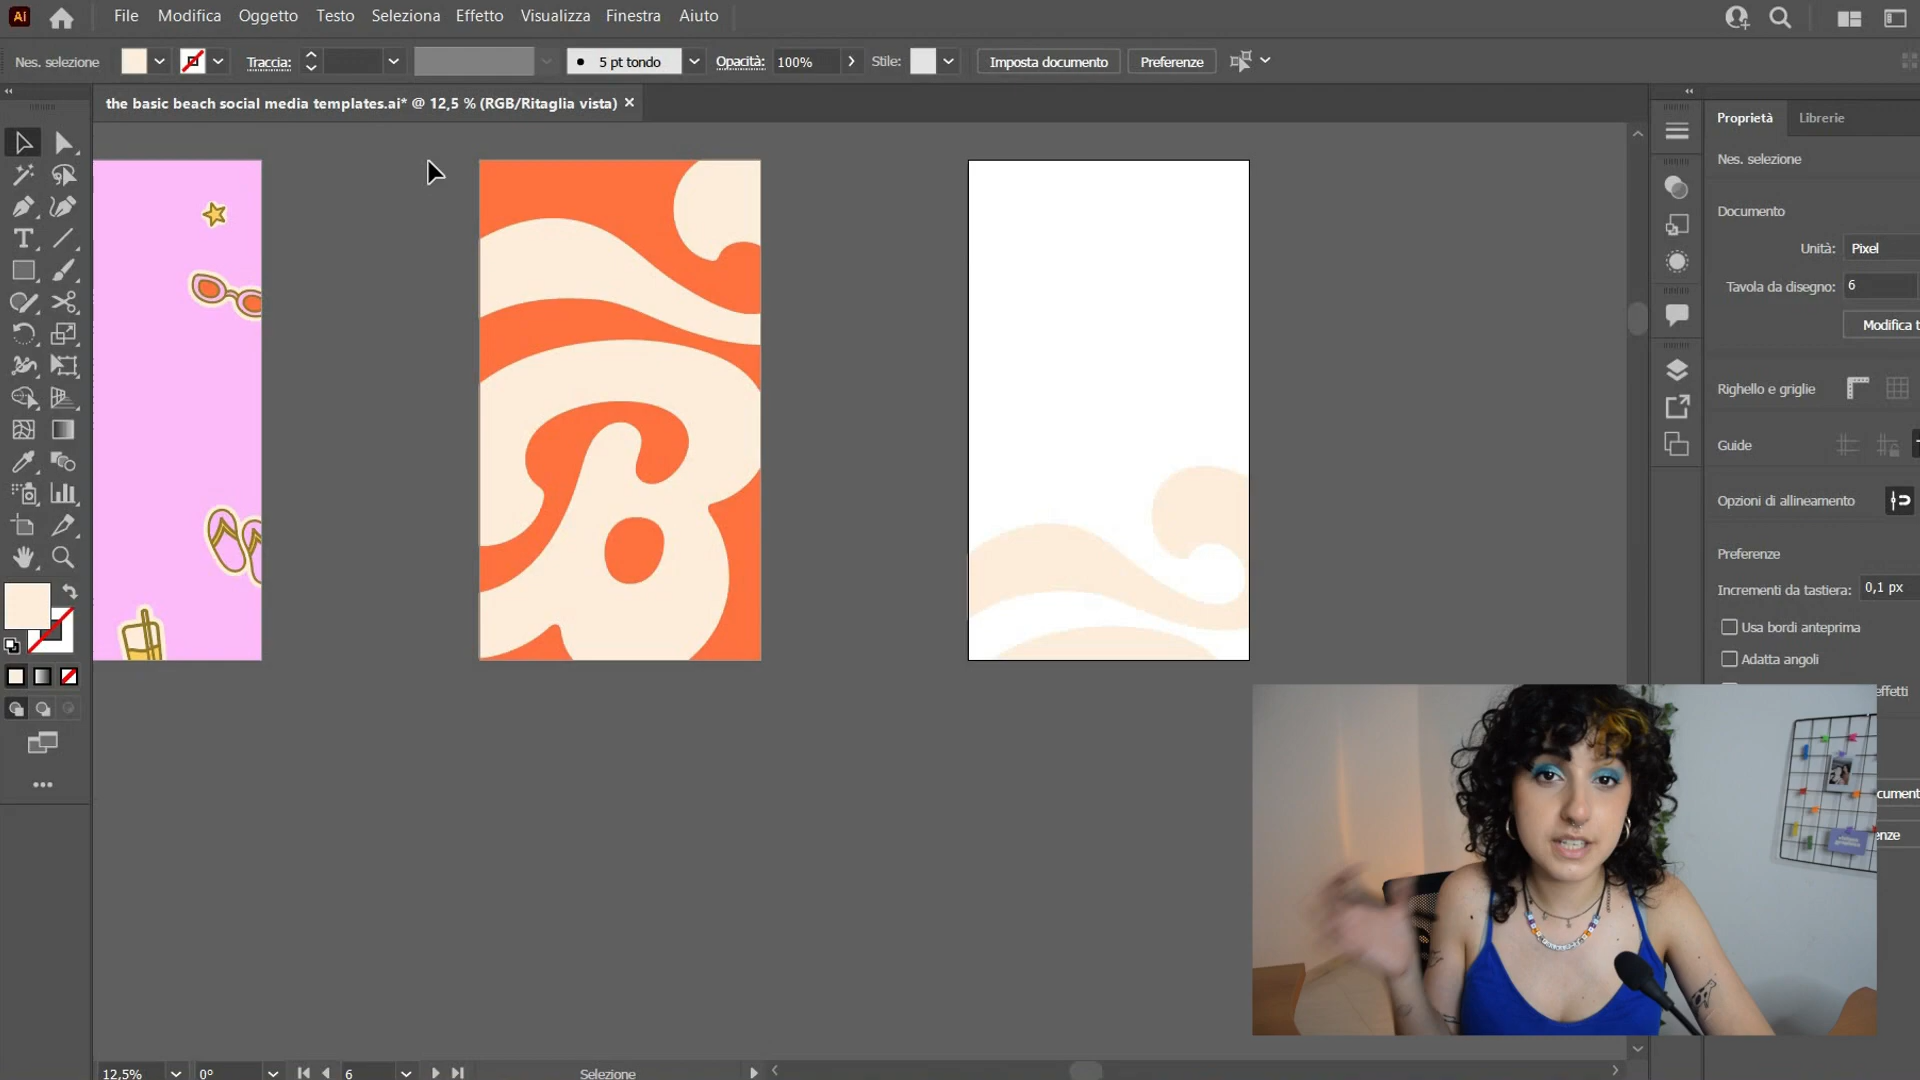 Ai File Modifica Oggetto Testo Seleziona Effetto Visualizza Finestra Aiuto
Nes. selezione Traccia: 5 pt tondo Opacità: 100% Stile: Imposta documento Preferenze
the basic beach social media templates.ai* @ 12,5 % (RGB/Ritaglia vista) ×
Proprietà Librerie
Nes. selezione
Documento
Unità: Pixel
Tavola da disegno: 6
Modifica t
Righello e griglie
Guide
Opzioni di allineamento
Preferenze
Incrementi da tastiera: 0,1 px
Usa bordi anteprima
Adatta angoli
effetti
cument
enze
12,5% 0° 6 Selezione